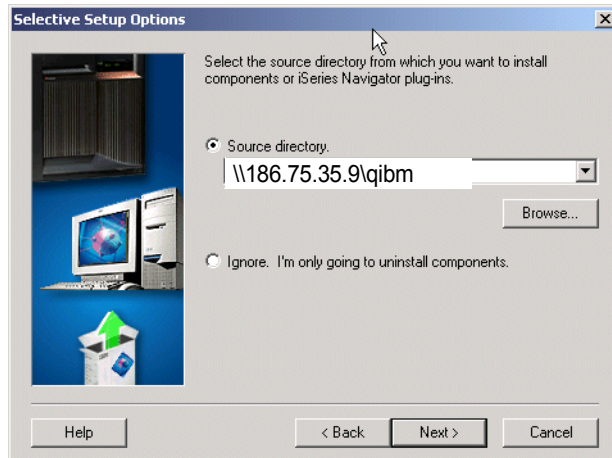 Selective Setup Options
Select the source directory from which you want to install
components or iSeries Navigator plug-ins.
Source directory.
\\186.75.35.9\qibm
Browse...
Ignore. I'm only going to uninstall components.
Help
< Back
Next >
Cancel